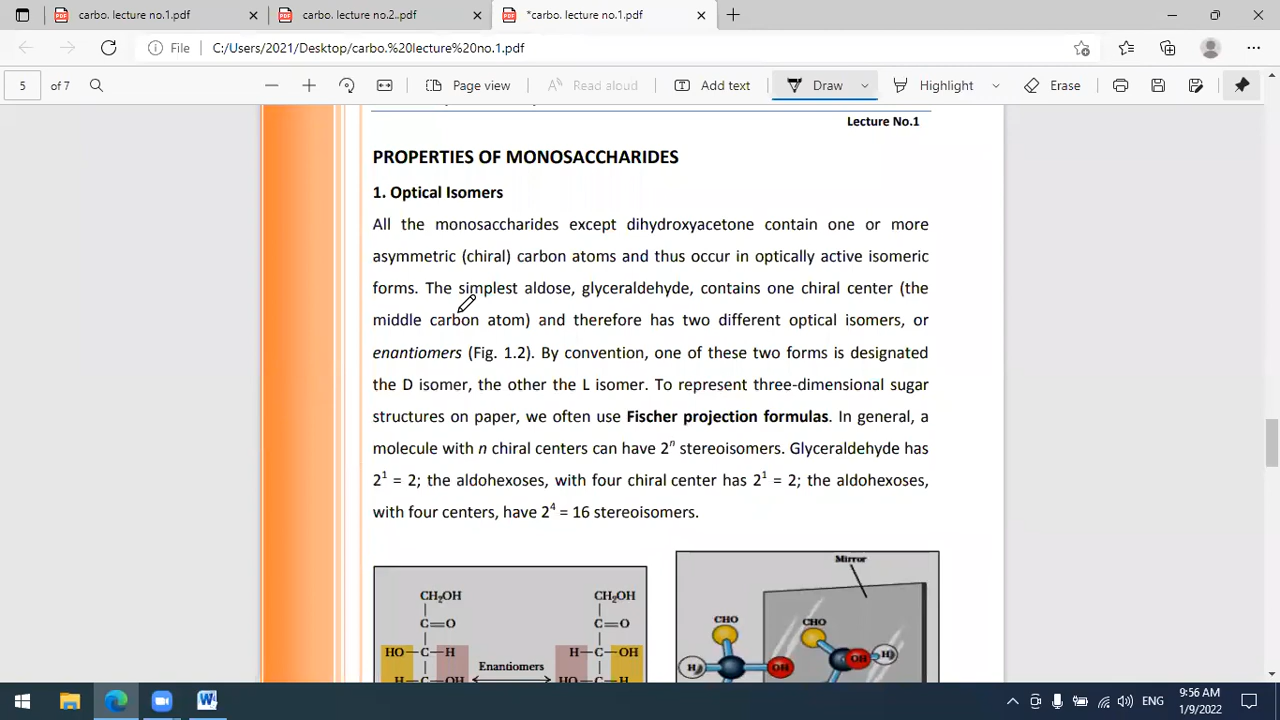 carbo. lecture no.1.pdf
carbo. lecture no.2..pdf
*carbo. lecture no.1.pdf
File C:/Users/2021/Desktop/carbo.%20lecture%20no.1.pdf
5 of 7 Page view Read aloud Add text Draw Highlight Erase
Lecture No.1
PROPERTIES OF MONOSACCHARIDES
1. Optical Isomers
All the monosaccharides except dihydroxyacetone contain one or more
asymmetric (chiral) carbon atoms and thus occur in optically active isomeric
forms. The simplest aldose, glyceraldehyde, contains one chiral center (the
middle carbon atom) and therefore has two different optical isomers, or
enantiomers (Fig. 1.2). By convention, one of these two forms is designated
the D isomer, the other the L isomer. To represent three-dimensional sugar
structures on paper, we often use Fischer projection formulas. In general, a
molecule with n chiral centers can have 2ⁿ stereoisomers. Glyceraldehyde has
2¹ = 2; the aldohexoses, with four chiral center has 2¹ = 2; the aldohexoses,
with four centers, have 2⁴ = 16 stereoisomers.
CH₂OH CH₂OH
C=O C=O
HO—C—H H—C—OH
Enantiomers
H—C—OH HO—C—H
Mirror
CHO CHO
H OH OH H
ENG
9:56 AM
1/9/2022